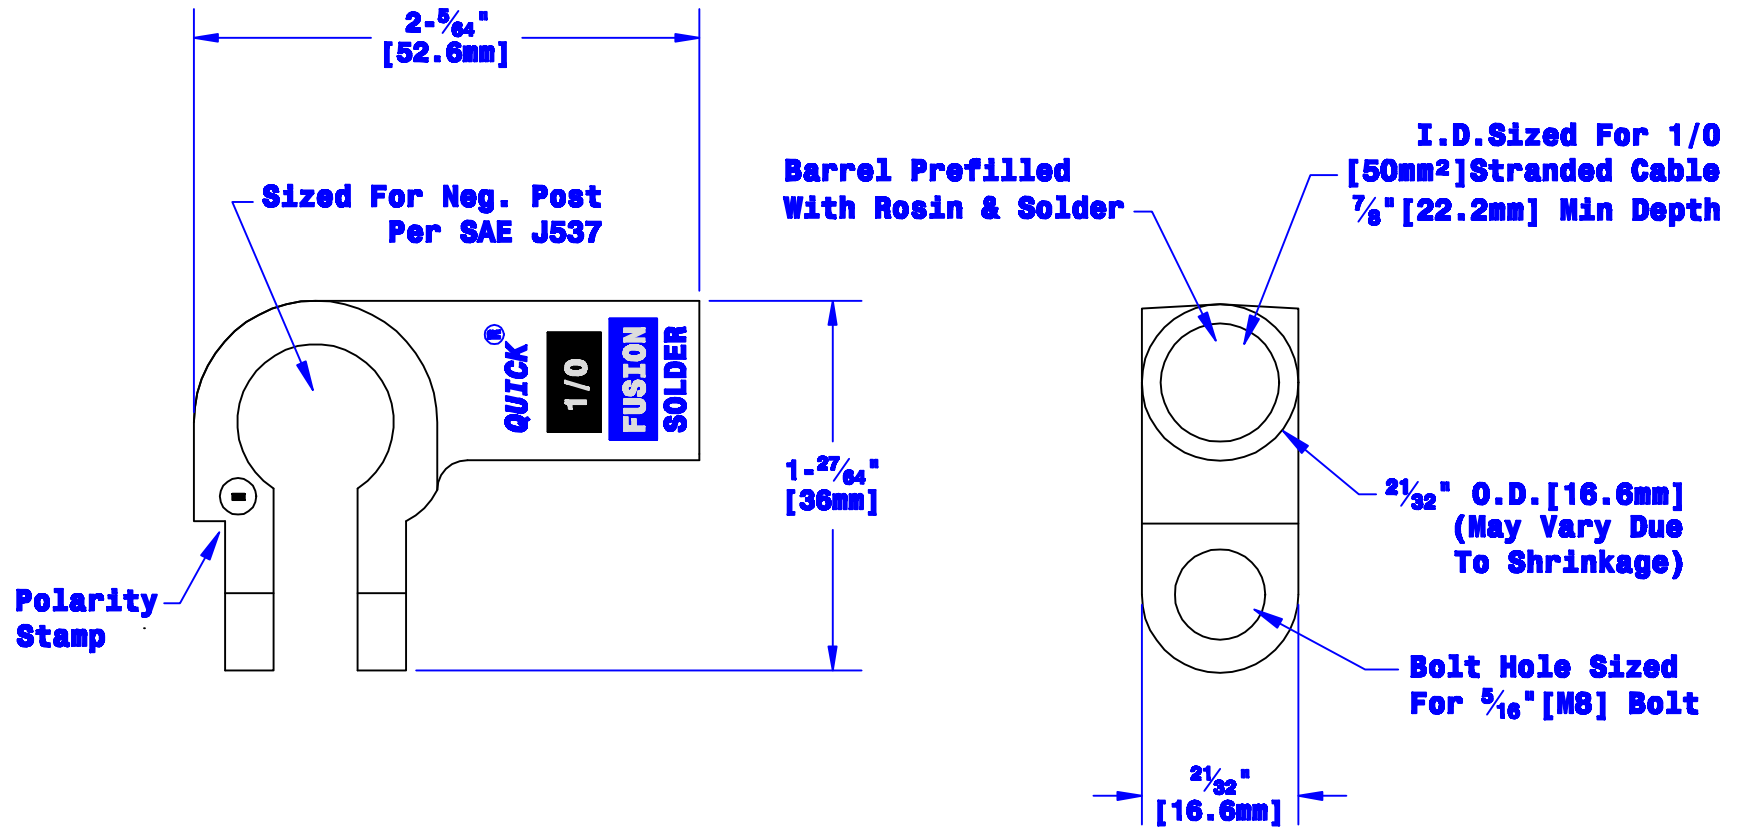 2-5/64"
[52.6mm]
Sized For Neg. Post
Per SAE J537
Barrel Prefilled
With Rosin & Solder
I.D.Sized For 1/0
[50mm²]Stranded Cable
7/8"[22.2mm] Min Depth
QUICK®
1/0
FUSION
SOLDER
1-27/64"
[36mm]
21/32" O.D.[16.6mm]
(May Vary Due
To Shrinkage)
Polarity
Stamp
-
Bolt Hole Sized
For 5/16"[M8] Bolt
21/32"
[16.6mm]